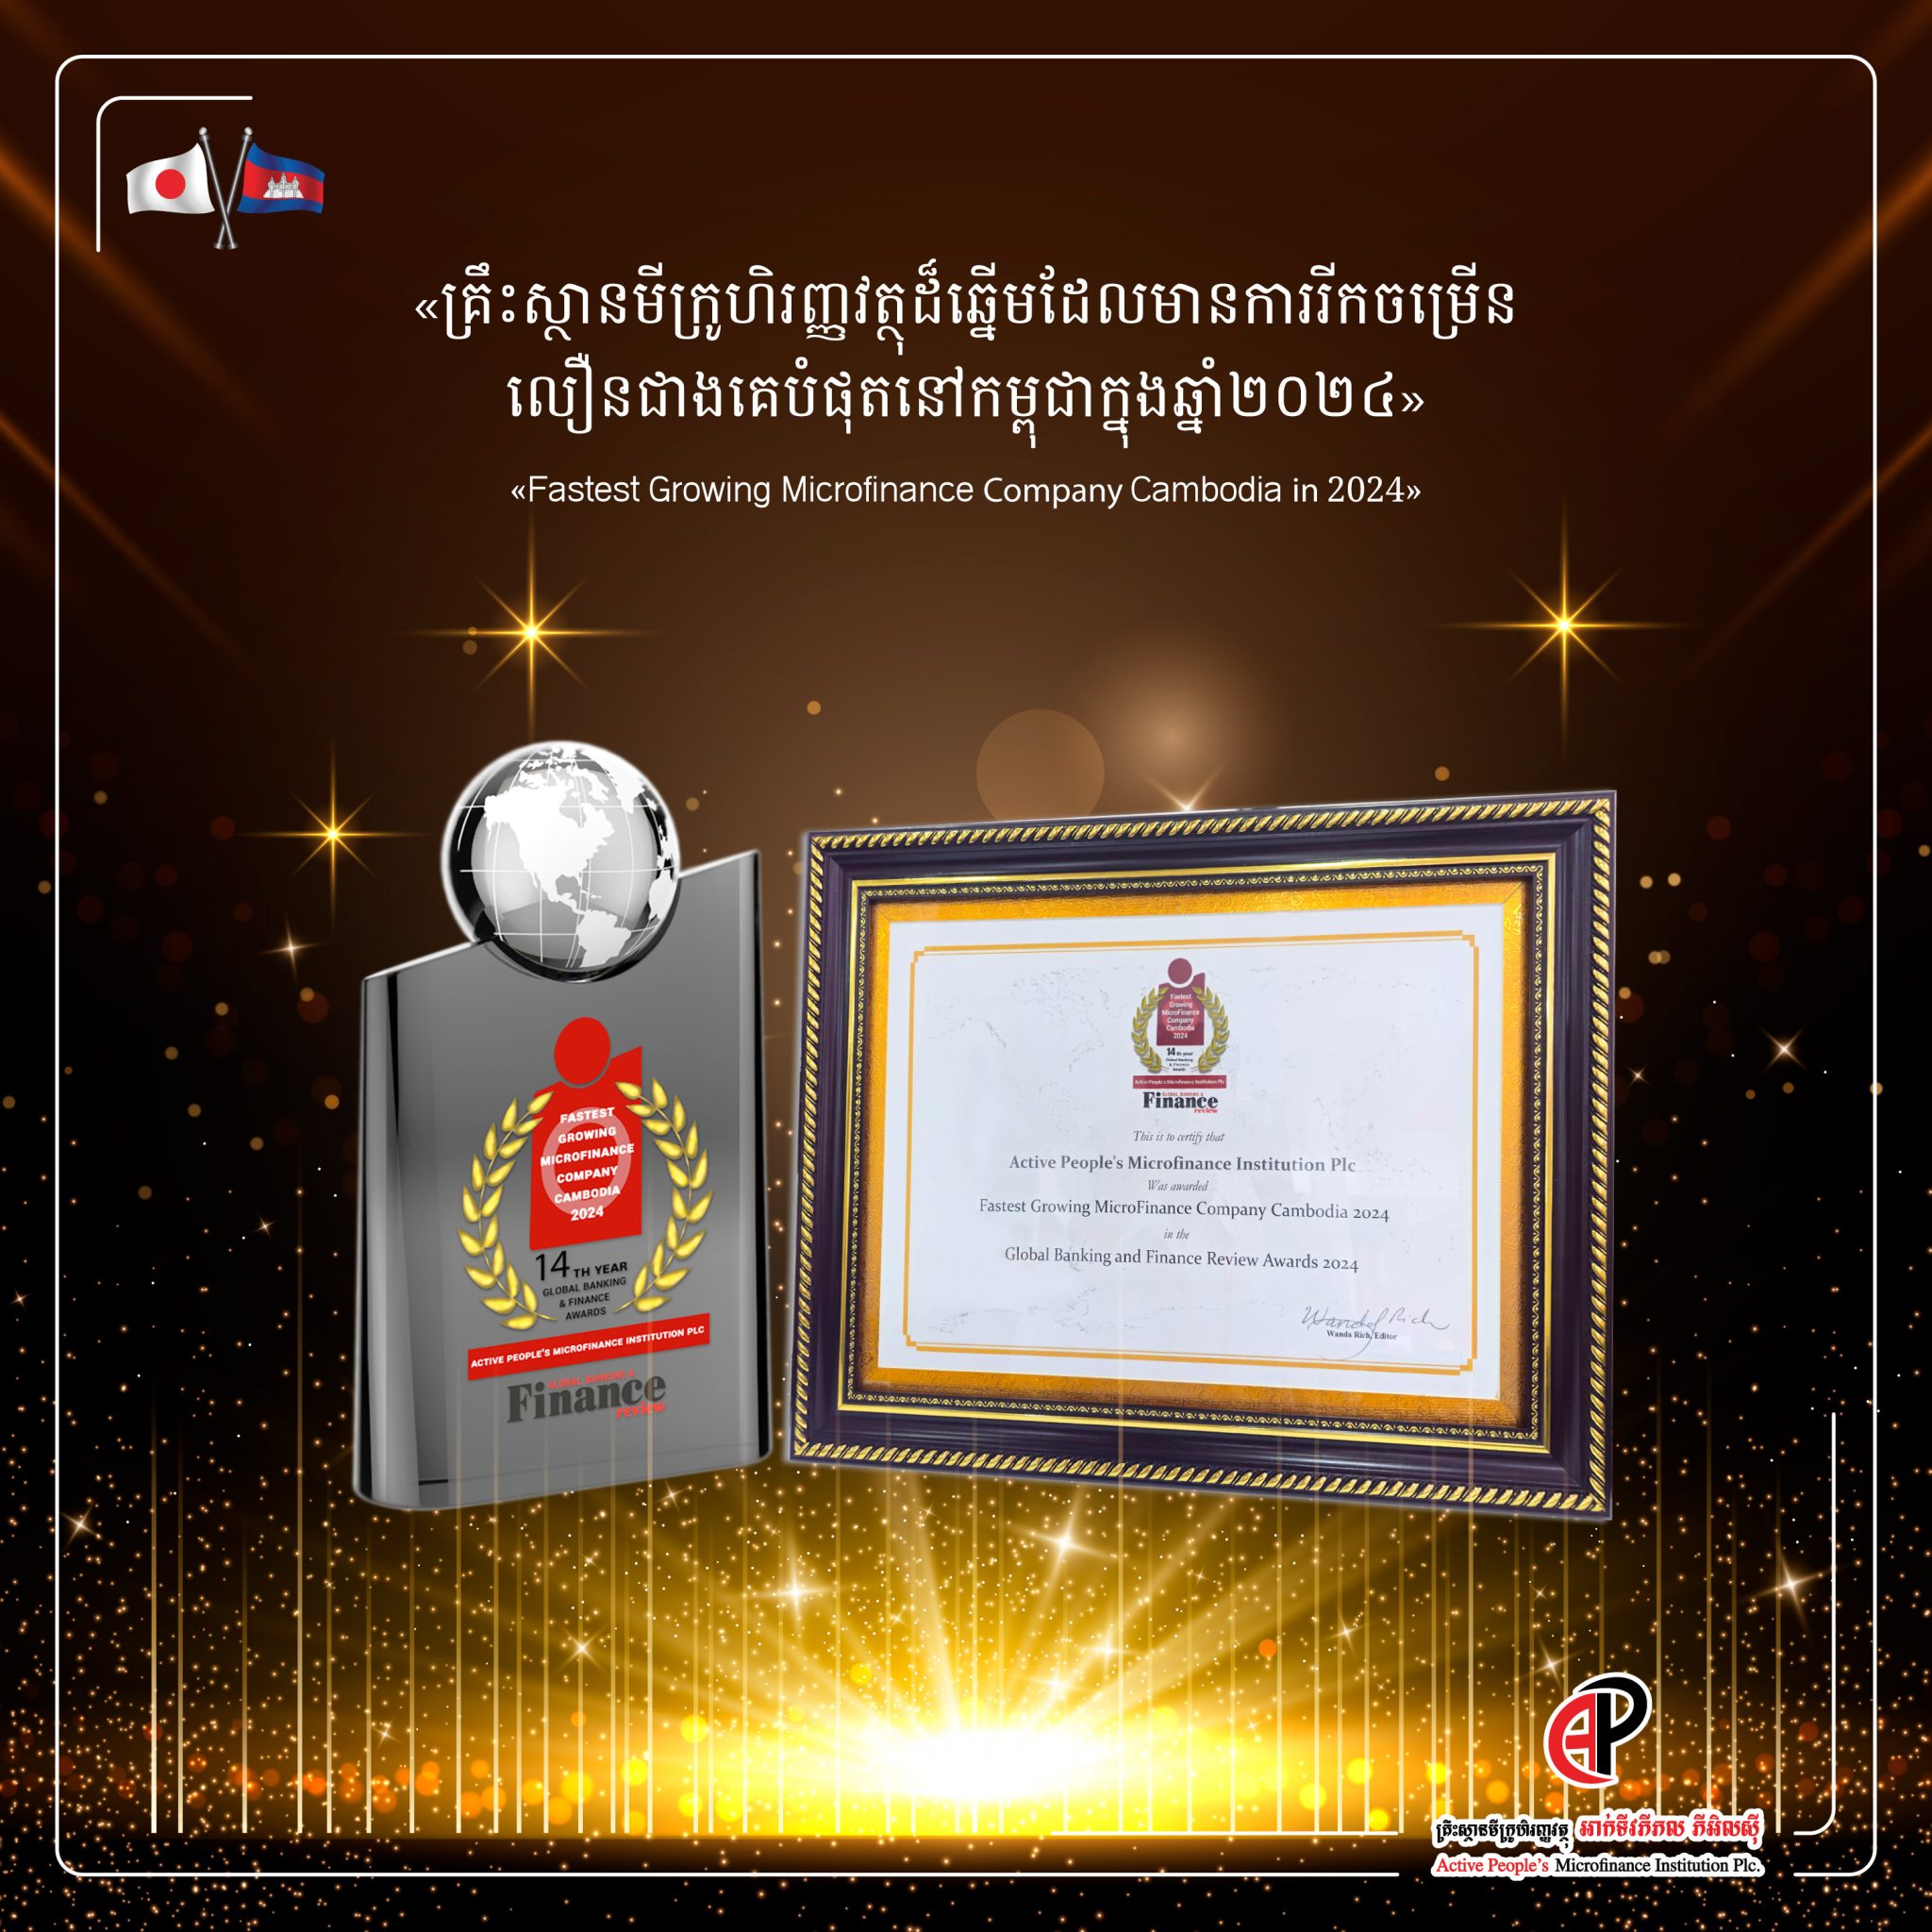 «គ្រឹះស្ថានមីក្រូហិរញ្ញវត្ថុដ៏ឆ្នើមដែលមានការរីកចម្រើន
លឿនជាងគេបំផុតនៅកម្ពុជាក្នុងឆ្នាំ២០២៤»
«Fastest Growing Microfinance Company Cambodia in 2024»
FASTEST
GROWING
MICROFINANCE
COMPANY
CAMBODIA
2024
14TH YEAR
GLOBAL BANKING
& FINANCE
AWARDS
ACTIVE PEOPLE'S MICROFINANCE INSTITUTION PLC
GLOBAL BANKING &
Finance
review
Fastest
Growing
MicroFinance
Company
Cambodia
2024
14th year
Global Banking
& Finance
Awards
Active People's Microfinance Institution Plc
GLOBAL BANKING &
Finance
review
This is to certify that
Active People's Microfinance Institution Plc
Was awarded
Fastest Growing MicroFinance Company Cambodia 2024
in the
Global Banking and Finance Review Awards 2024
Wanda Rich
Wanda Rich, Editor
AP
គ្រឹះស្ថានមីក្រូហិរញ្ញវត្ថុ អាក់ទីវភីភល ភីអិលស៊ី
Active People's Microfinance Institution Plc.